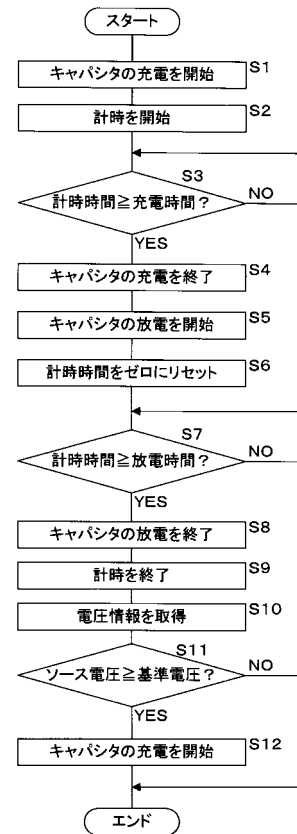 スタート
キャパシタの充電を開始 S1
計時を開始 S2
S3
計時時間≧充電時間? NO
YES
キャパシタの充電を終了 S4
キャパシタの放電を開始 S5
計時時間をゼロにリセット S6
S7
計時時間≧放電時間? NO
YES
キャパシタの放電を終了 S8
計時を終了 S9
電圧情報を取得 S10
S11
ソース電圧≧基準電圧? NO
YES
キャパシタの充電を開始 S12
エンド